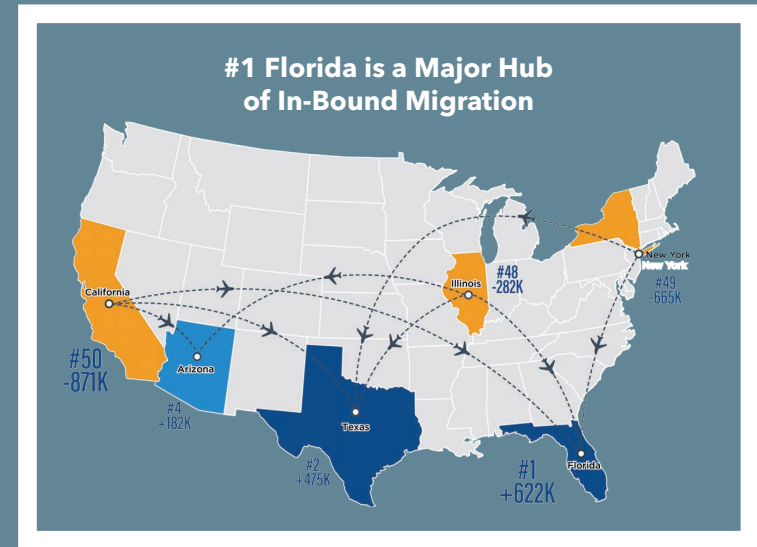 #1 Florida is a Major Hub
of In-Bound Migration
New York
New York
#49
-665K
#48
-282K
Illinois
California
#50
-871K
Arizona
#4
+182K
Texas
#2
+475K
Florida
#1
+622K